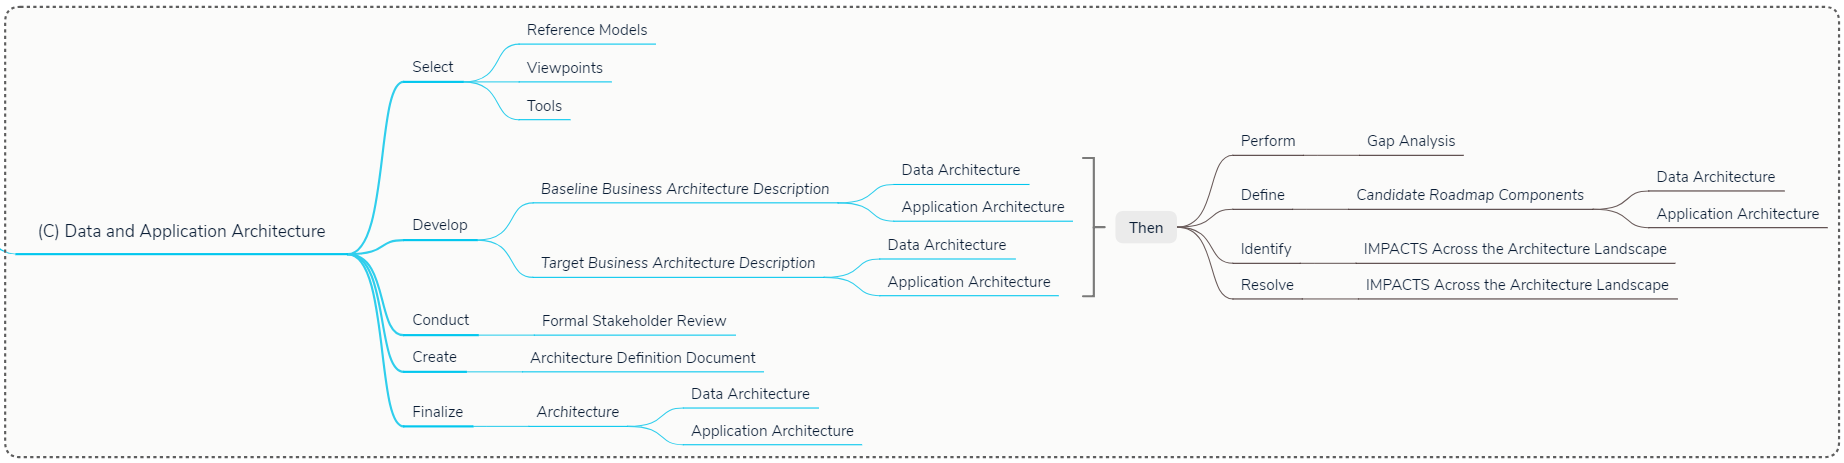 (C) Data and Application Architecture
Select
Reference Models
Viewpoints
Tools
Develop
Baseline Business Architecture Description
Data Architecture
Application Architecture
Target Business Architecture Description
Data Architecture
Application Architecture
Then
Perform
Gap Analysis
Define
Candidate Roadmap Components
Data Architecture
Application Architecture
Identify
IMPACTS Across the Architecture Landscape
Resolve
IMPACTS Across the Architecture Landscape
Conduct
Formal Stakeholder Review
Create
Architecture Definition Document
Finalize
Architecture
Data Architecture
Application Architecture